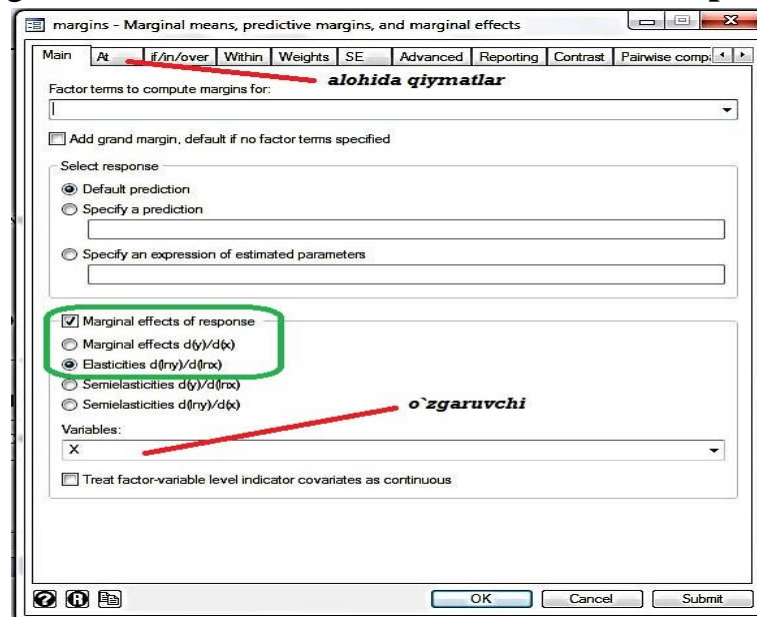 margins - Marginal means, predictive margins, and marginal effects
Main At if/in/over Within Weights SE Advanced Reporting Contrast Pairwise comp:
alohida qiymatlar
Factor terms to compute margins for:
Add grand margin, default if no factor terms specified
Select response
Default prediction
Specify a prediction
Specify an expression of estimated parameters
Marginal effects of response
Marginal effects d(y)/d(x)
Elasticities d(lny)/d(lnx)
Semielasticities d(y)/d(lnx)
Semielasticities d(lny)/d(x)
o`zgaruvchi
Variables:
X
Treat factor-variable level indicator covariates as continuous
OK Cancel Submit